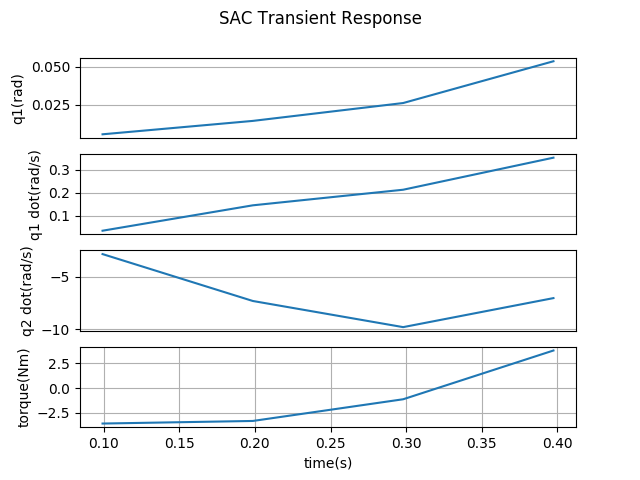 SAC Transient Response
q1(rad)
0.050
0.025
q1 dot(rad/s)
0.3
0.2
0.1
q2 dot(rad/s)
−5
−10
torque(Nm)
2.5
0.0
−2.5
0.10 0.15 0.20 0.25 0.30 0.35 0.40
time(s)